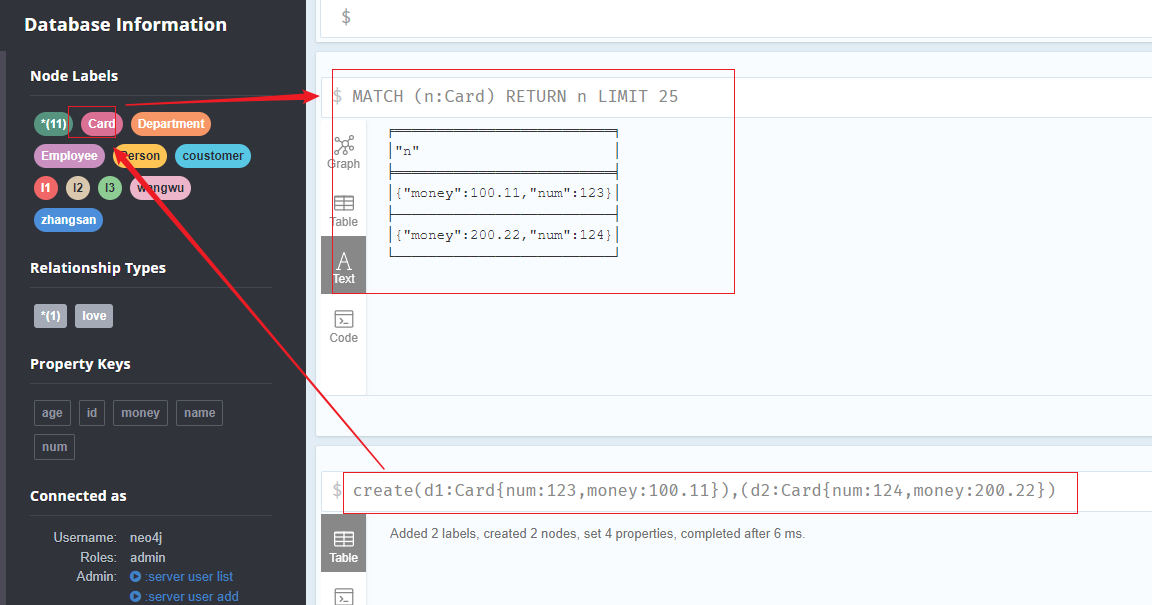 Database Information
Node Labels
*(11) Card Department
Employee Person coustomer
l1 l2 l3 wangwu
zhangsan
Relationship Types
*(1) love
Property Keys
age id money name
num
Connected as
Username: neo4j
Roles: admin
Admin: :server user list
:server user add
$
$ MATCH (n:Card) RETURN n LIMIT 25
Graph
Table
Text
Code
"n"
{"money":100.11,"num":123}
{"money":200.22,"num":124}
$ create(d1:Card{num:123,money:100.11}),(d2:Card{num:124,money:200.22})
Table
Added 2 labels, created 2 nodes, set 4 properties, completed after 6 ms.